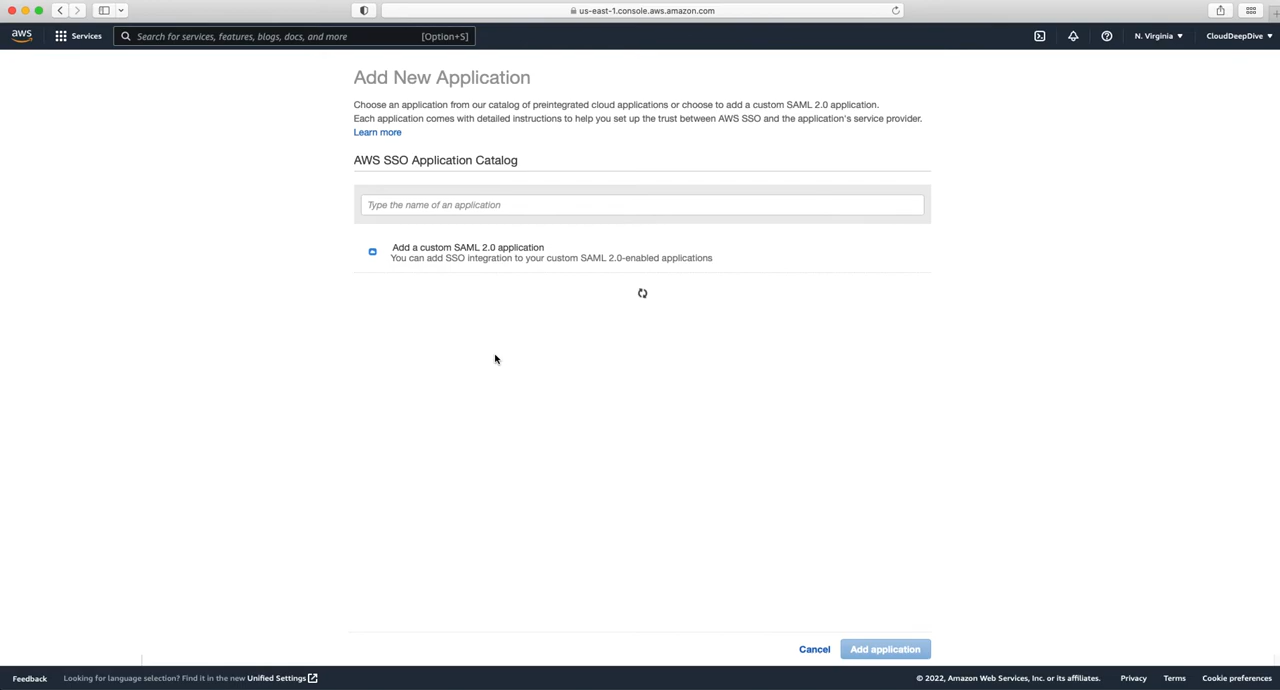 us-east-1.console.aws.amazon.com
aws
Services
Search for services, features, blogs, docs, and more
[Option+S]
N. Virginia
CloudDeepDive
Add New Application
Choose an application from our catalog of preintegrated cloud applications or choose to add a custom SAML 2.0 application.
Each application comes with detailed instructions to help you set up the trust between AWS SSO and the application's service provider.
Learn more
AWS SSO Application Catalog
Type the name of an application
Add a custom SAML 2.0 application
You can add SSO integration to your custom SAML 2.0-enabled applications
Cancel
Add application
Feedback
Looking for language selection? Find it in the new Unified Settings
© 2022, Amazon Web Services, Inc. or its affiliates.
Privacy
Terms
Cookie preferences